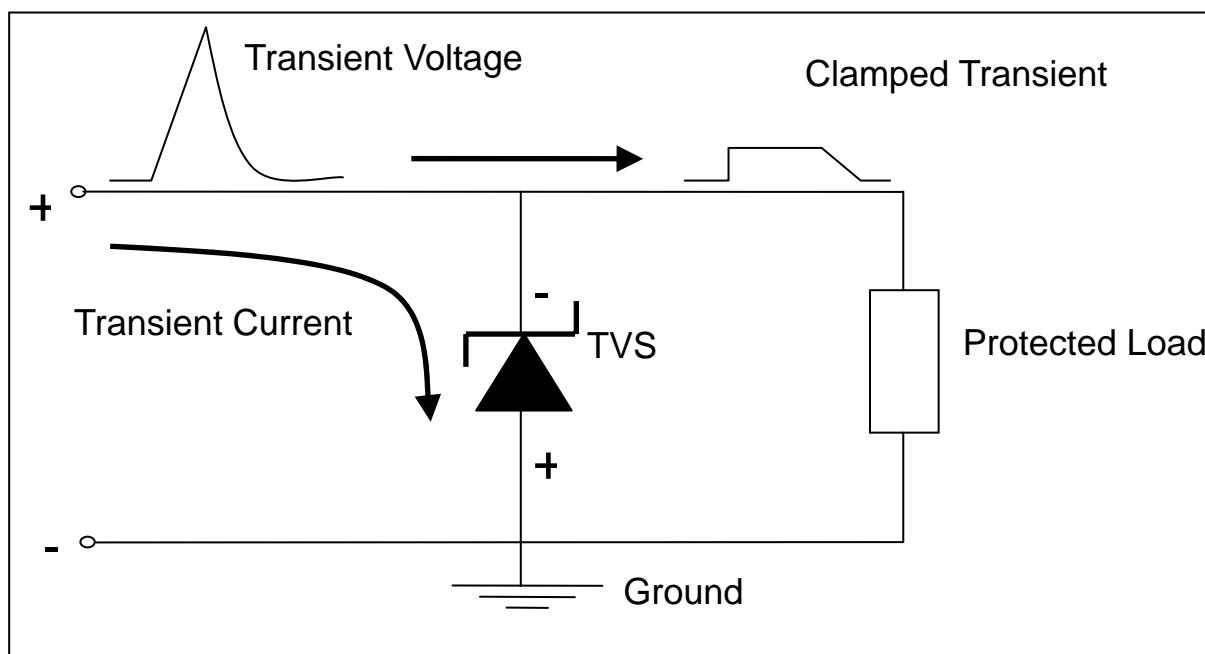 Transient Voltage
Clamped Transient
+
Transient Current
-
TVS
Protected Load
+
-
Ground